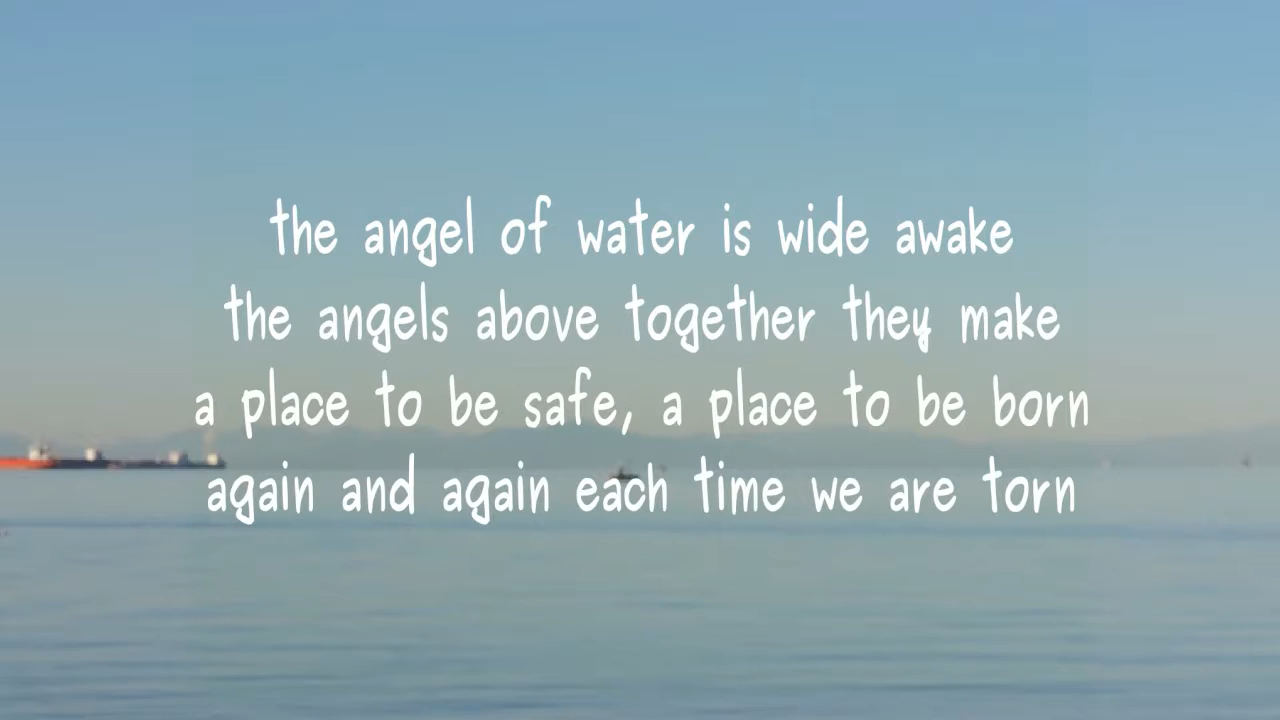 the angel of water is wide awake
the angels above together they make
a place to be safe, a place to be born
again and again each time we are torn